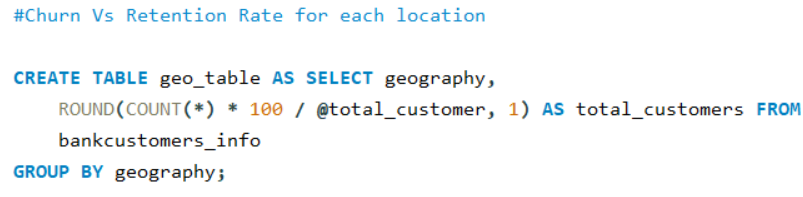 #Churn Vs Retention Rate for each location
CREATE TABLE geo_table AS SELECT geography,
ROUND(COUNT(*) * 100 / @total_customer, 1) AS total_customers FROM
bankcustomers_info
GROUP BY geography;